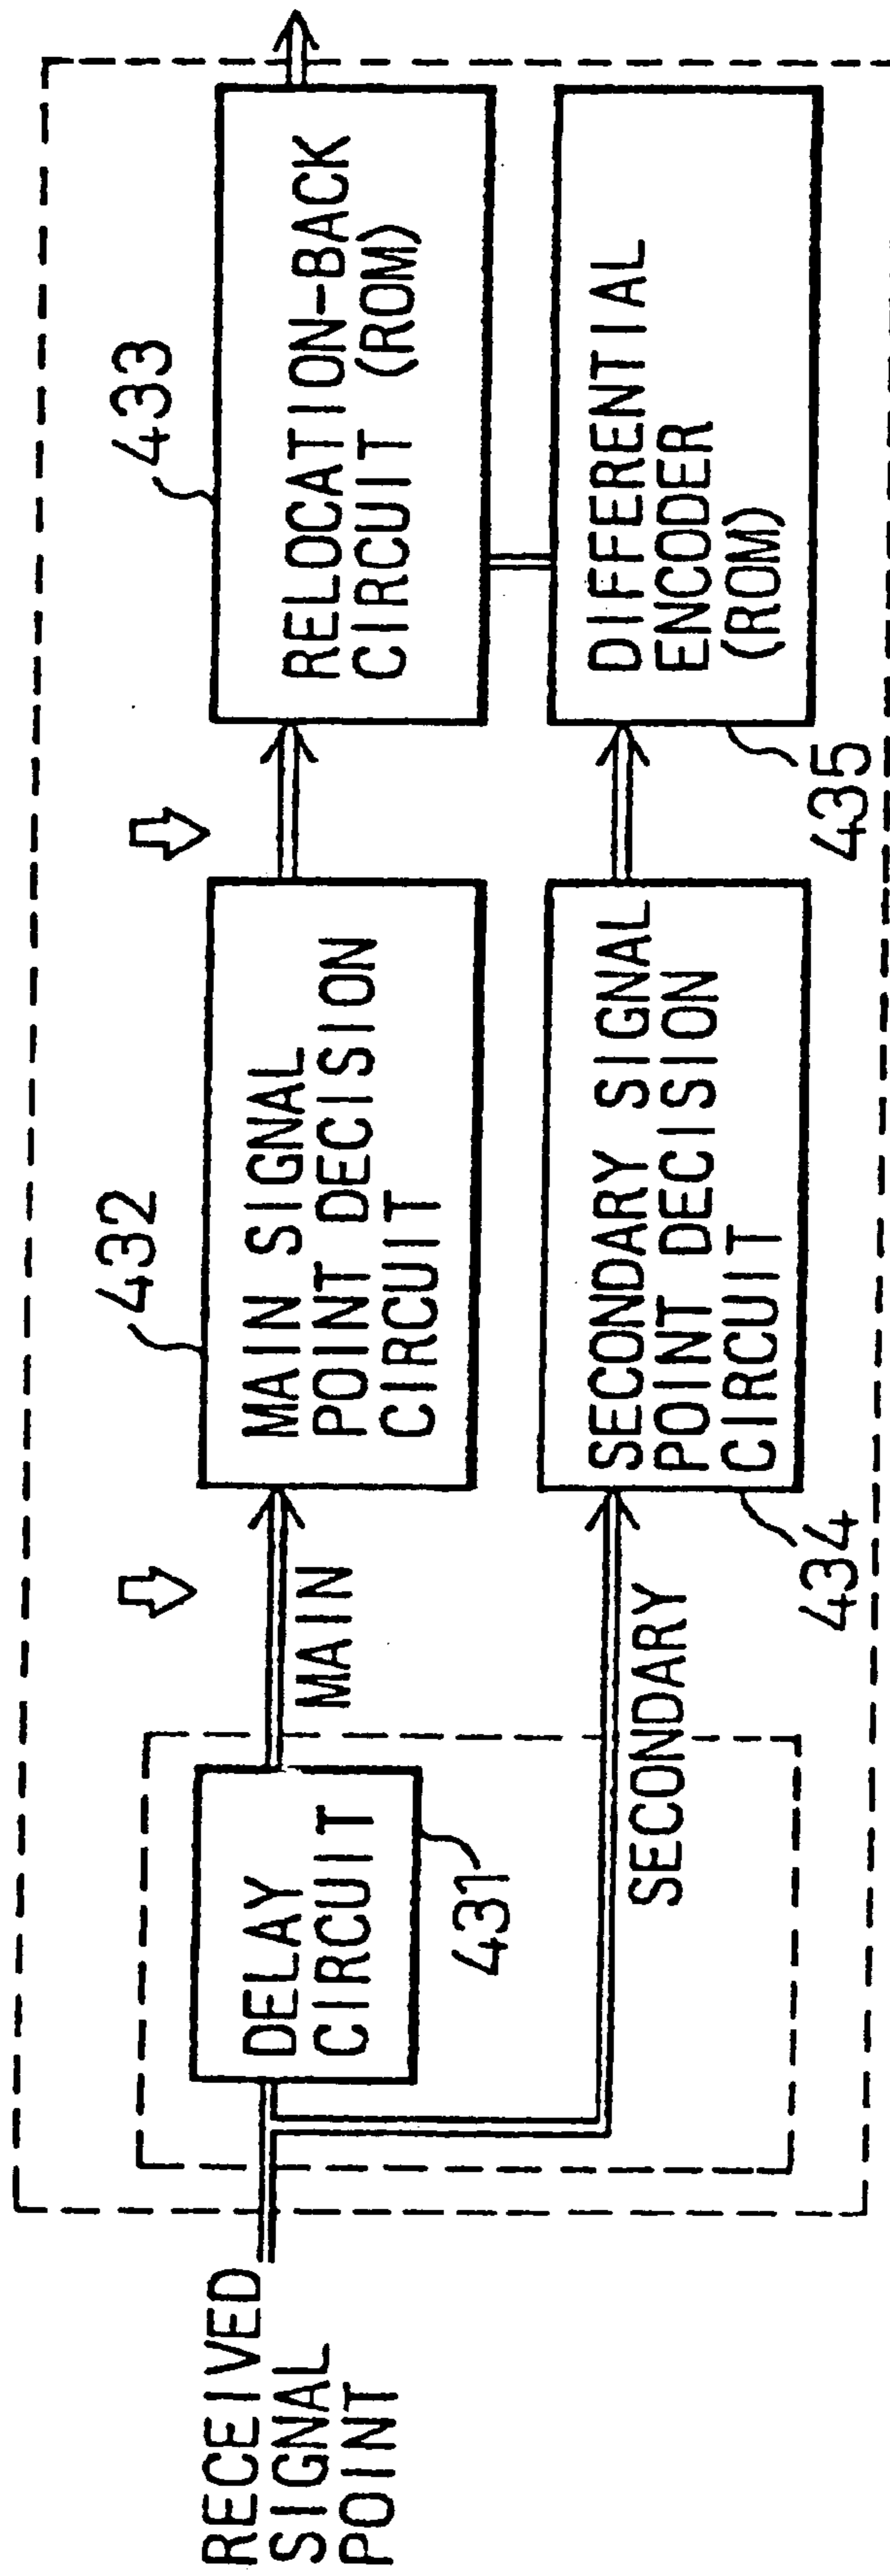 RECEIVED
SIGNAL
POINT
DELAY
CIRCUIT
431
MAIN
SECONDARY
432
MAIN SIGNAL
POINT DECISION
CIRCUIT
SECONDARY SIGNAL
POINT DECISION
CIRCUIT
434
433
RELOCATION-BACK
CIRCUIT (ROM)
DIFFERENTIAL
ENCODER
(ROM)
435